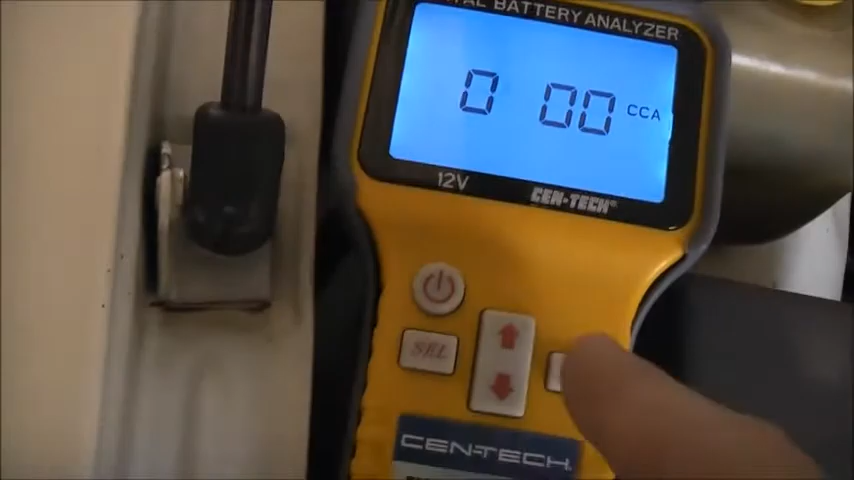 BATTERY ANALYZER
0 00 CCA
12V CEN-TECH
SEL
CEN-TECH